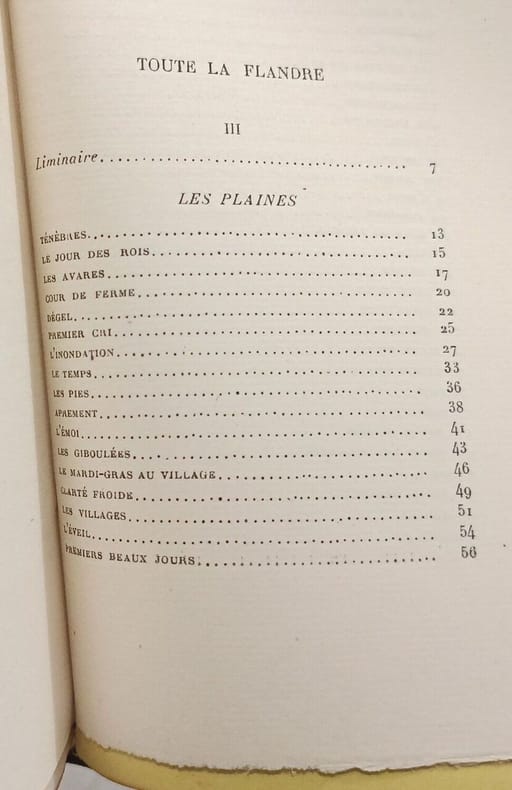 TOUTE LA FLANDRE
III
Liminaire. 7
LES PLAINES
TÉNÈBRES. 13
LE JOUR DES ROIS. 15
LES AVARES. 17
COUR DE FERME. 20
DÉGEL. 22
PREMIER CRI. 25
L'INONDATION. 27
LE TEMPS. 33
LES PIES. 36
APREMENT. 38
L'ÉMOI. 41
LES GIBOULÉES. 43
LE MARDI-GRAS AU VILLAGE. 46
CLARTÉ FROIDE. 49
LES VILLAGES. 51
L'ÉVEIL. 54
PREMIERS BEAUX JOURS. 56